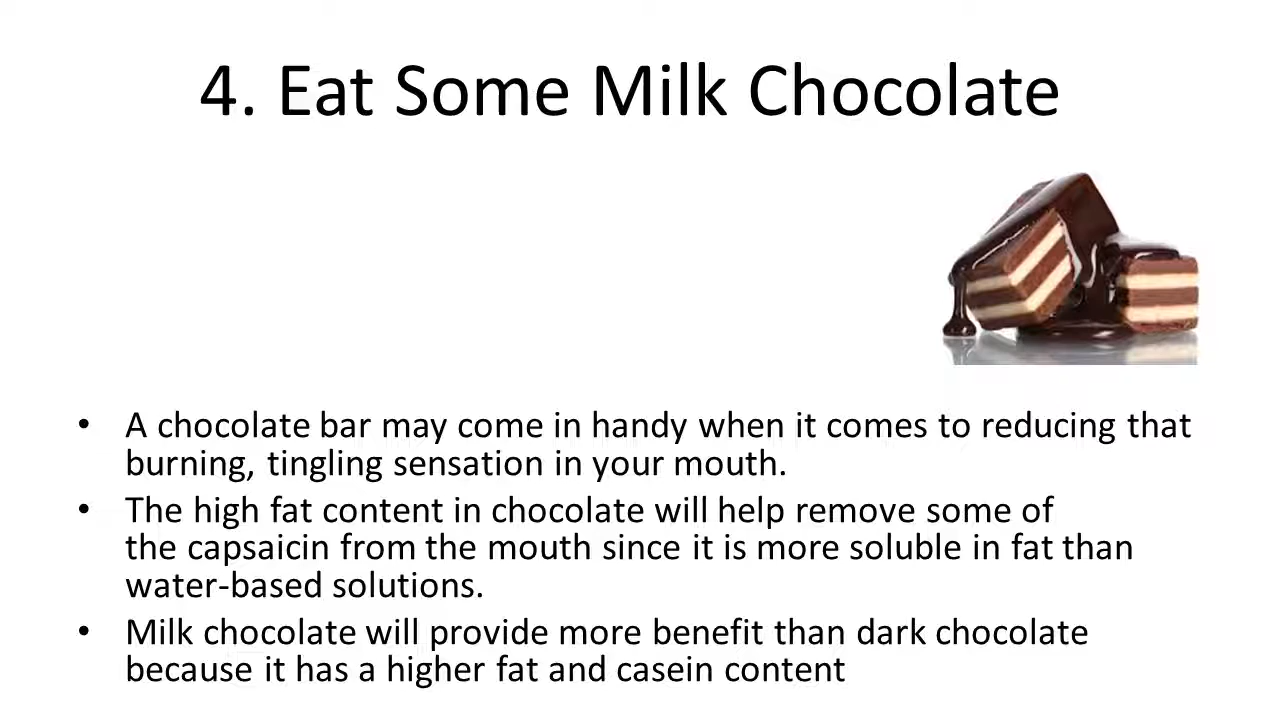 4. Eat Some Milk Chocolate
• A chocolate bar may come in handy when it comes to reducing that
burning, tingling sensation in your mouth.
• The high fat content in chocolate will help remove some of
the capsaicin from the mouth since it is more soluble in fat than
water-based solutions.
• Milk chocolate will provide more benefit than dark chocolate
because it has a higher fat and casein content